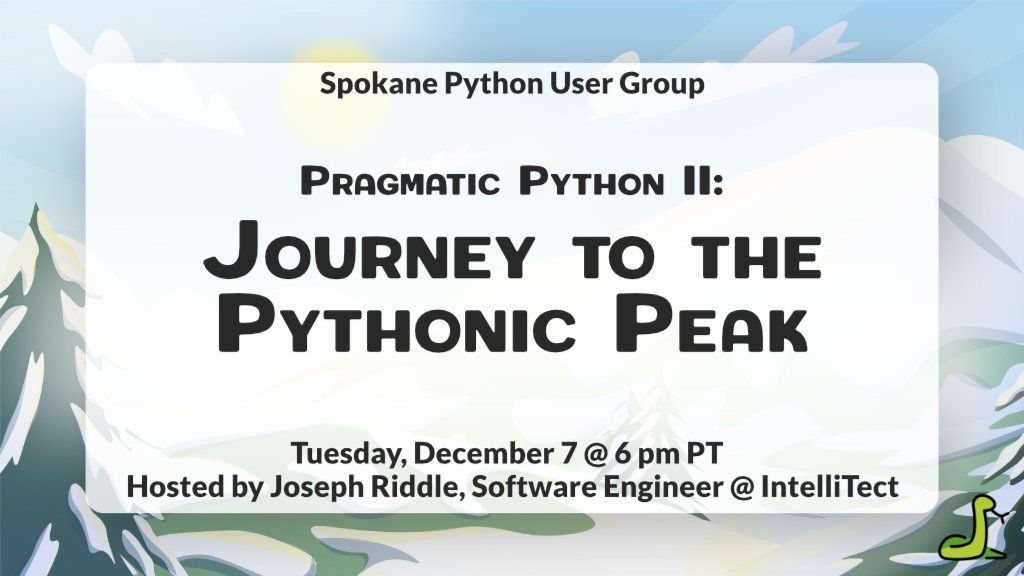 Spokane Python User Group
Pragmatic Python II:
Journey to the
Pythonic Peak
Tuesday, December 7 @ 6 pm PT
Hosted by Joseph Riddle, Software Engineer @ IntelliTect